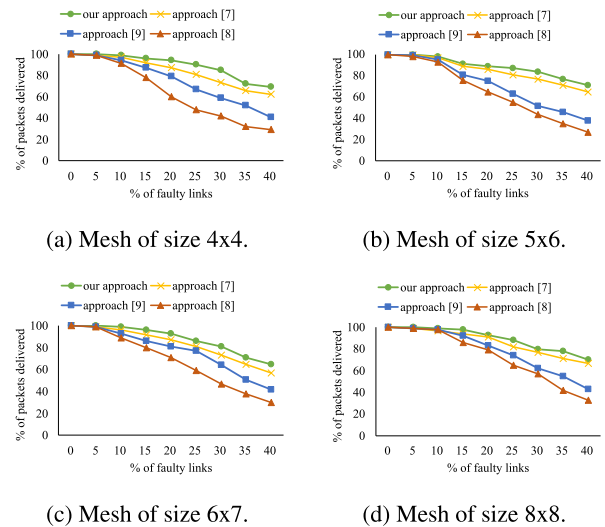 our approach approach [7]
approach [9] approach [8]
% of packets delivered
100
80
60
40
20
0
0 5 10 15 20 25 30 35 40
% of faulty links
(a) Mesh of size 4x4.
our approach approach [7]
approach [9] approach [8]
% of packets delivered
100
80
60
40
20
0
0 5 10 15 20 25 30 35 40
% of faulty links
(b) Mesh of size 5x6.
our approach approach [7]
approach [9] approach [8]
% of packets delivered
100
80
60
40
20
0
0 5 10 15 20 25 30 35 40
% of faulty links
(c) Mesh of size 6x7.
our approach approach [7]
approach [9] approach [8]
% of packets delivered
100
80
60
40
20
0
0 5 10 15 20 25 30 35 40
% of faulty links
(d) Mesh of size 8x8.